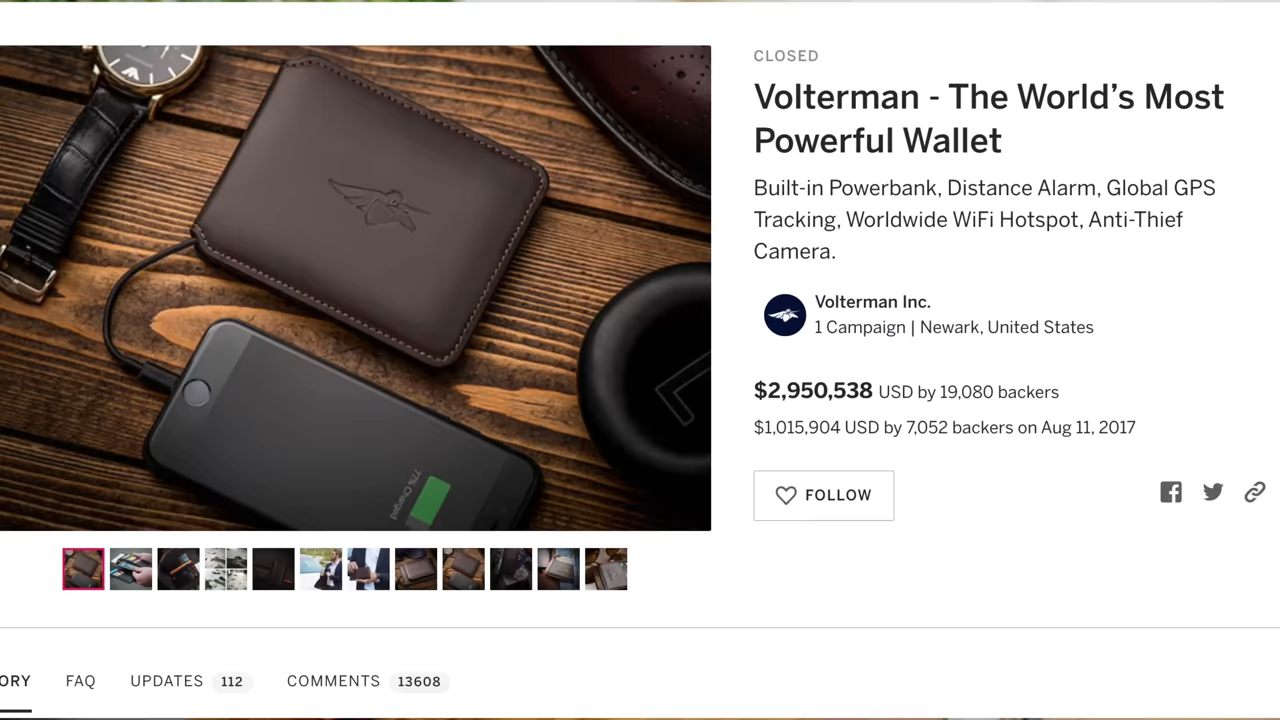 CLOSED
Volterman - The World’s Most
Powerful Wallet
Built-in Powerbank, Distance Alarm, Global GPS
Tracking, Worldwide WiFi Hotspot, Anti-Thief
Camera.
Volterman Inc.
1 Campaign | Newark, United States
$2,950,538 USD by 19,080 backers
$1,015,904 USD by 7,052 backers on Aug 11, 2017
FOLLOW
77% Charged
ORY FAQ UPDATES 112 COMMENTS 13608